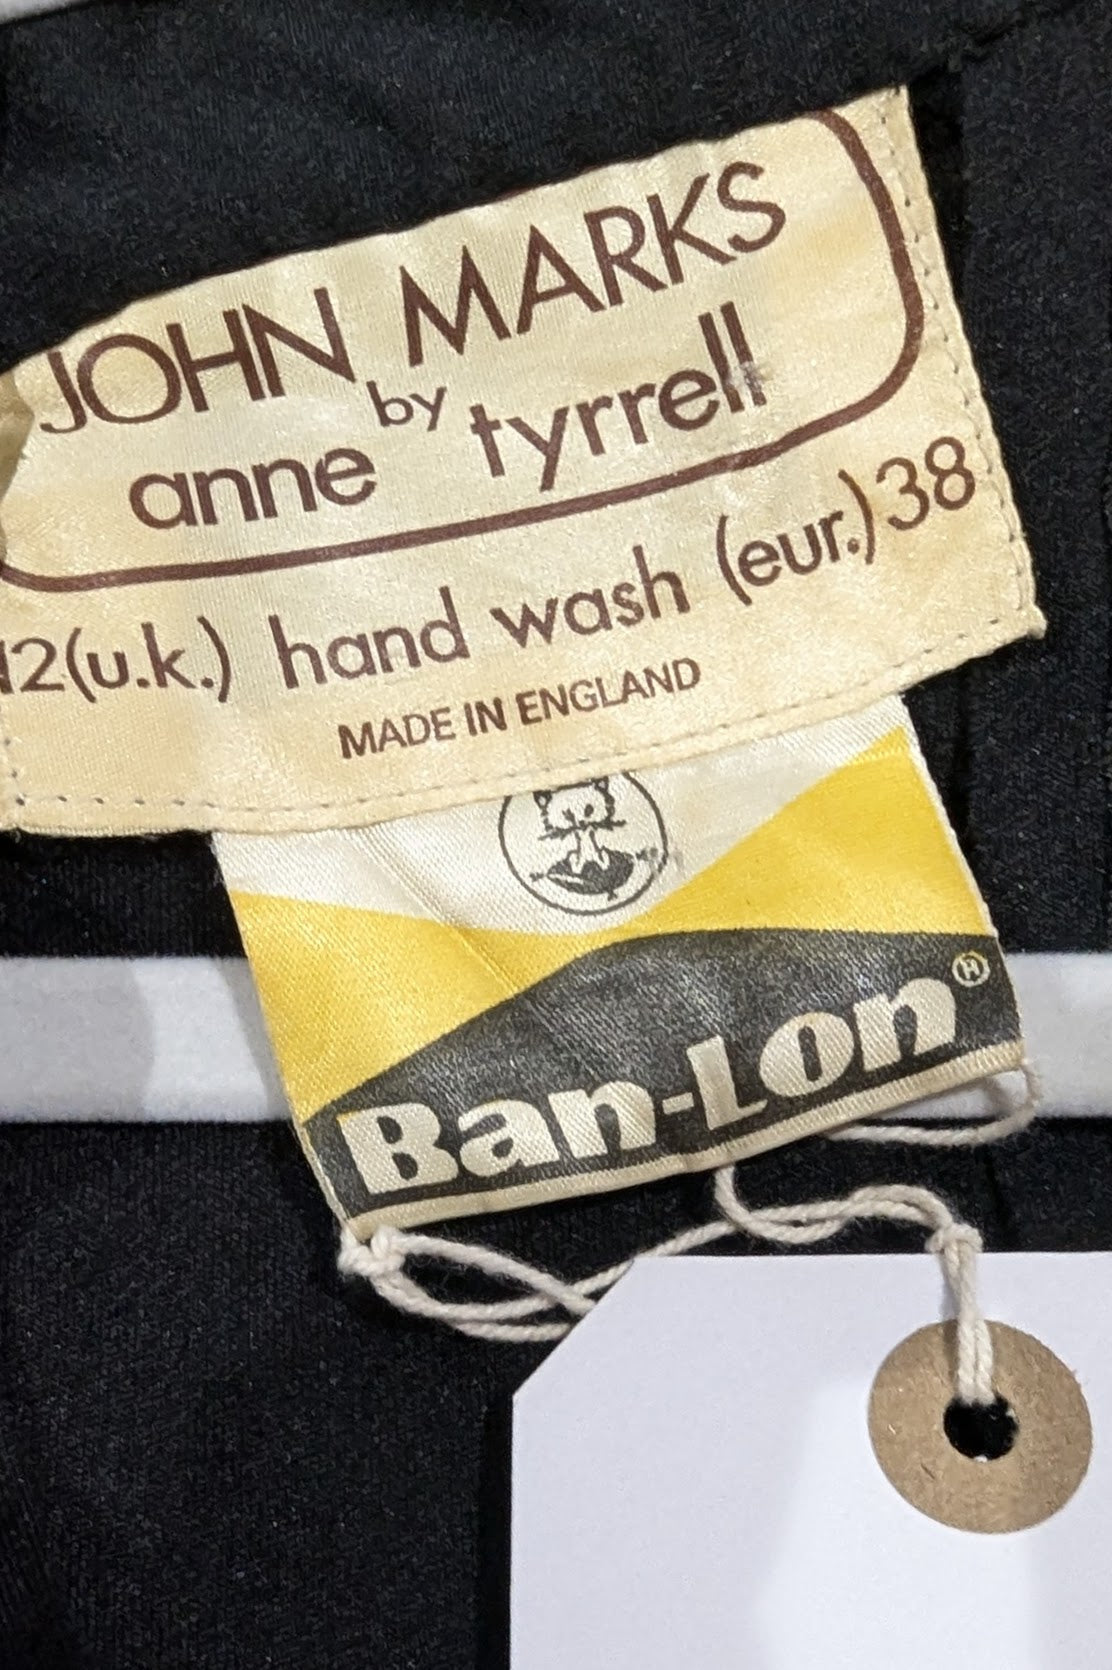 JOHN MARKS
by
anne tyrrell
12(u.k.) hand wash (eur.)38
MADE IN ENGLAND
Ban-Lon®